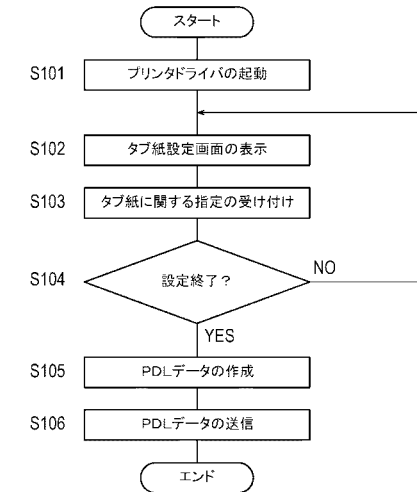 スタート
S101 プリンタドライバの起動
S102 タブ紙設定画面の表示
S103 タブ紙に関する指定の受け付け
S104 設定終了？ NO
YES
S105 PDLデータの作成
S106 PDLデータの送信
エンド